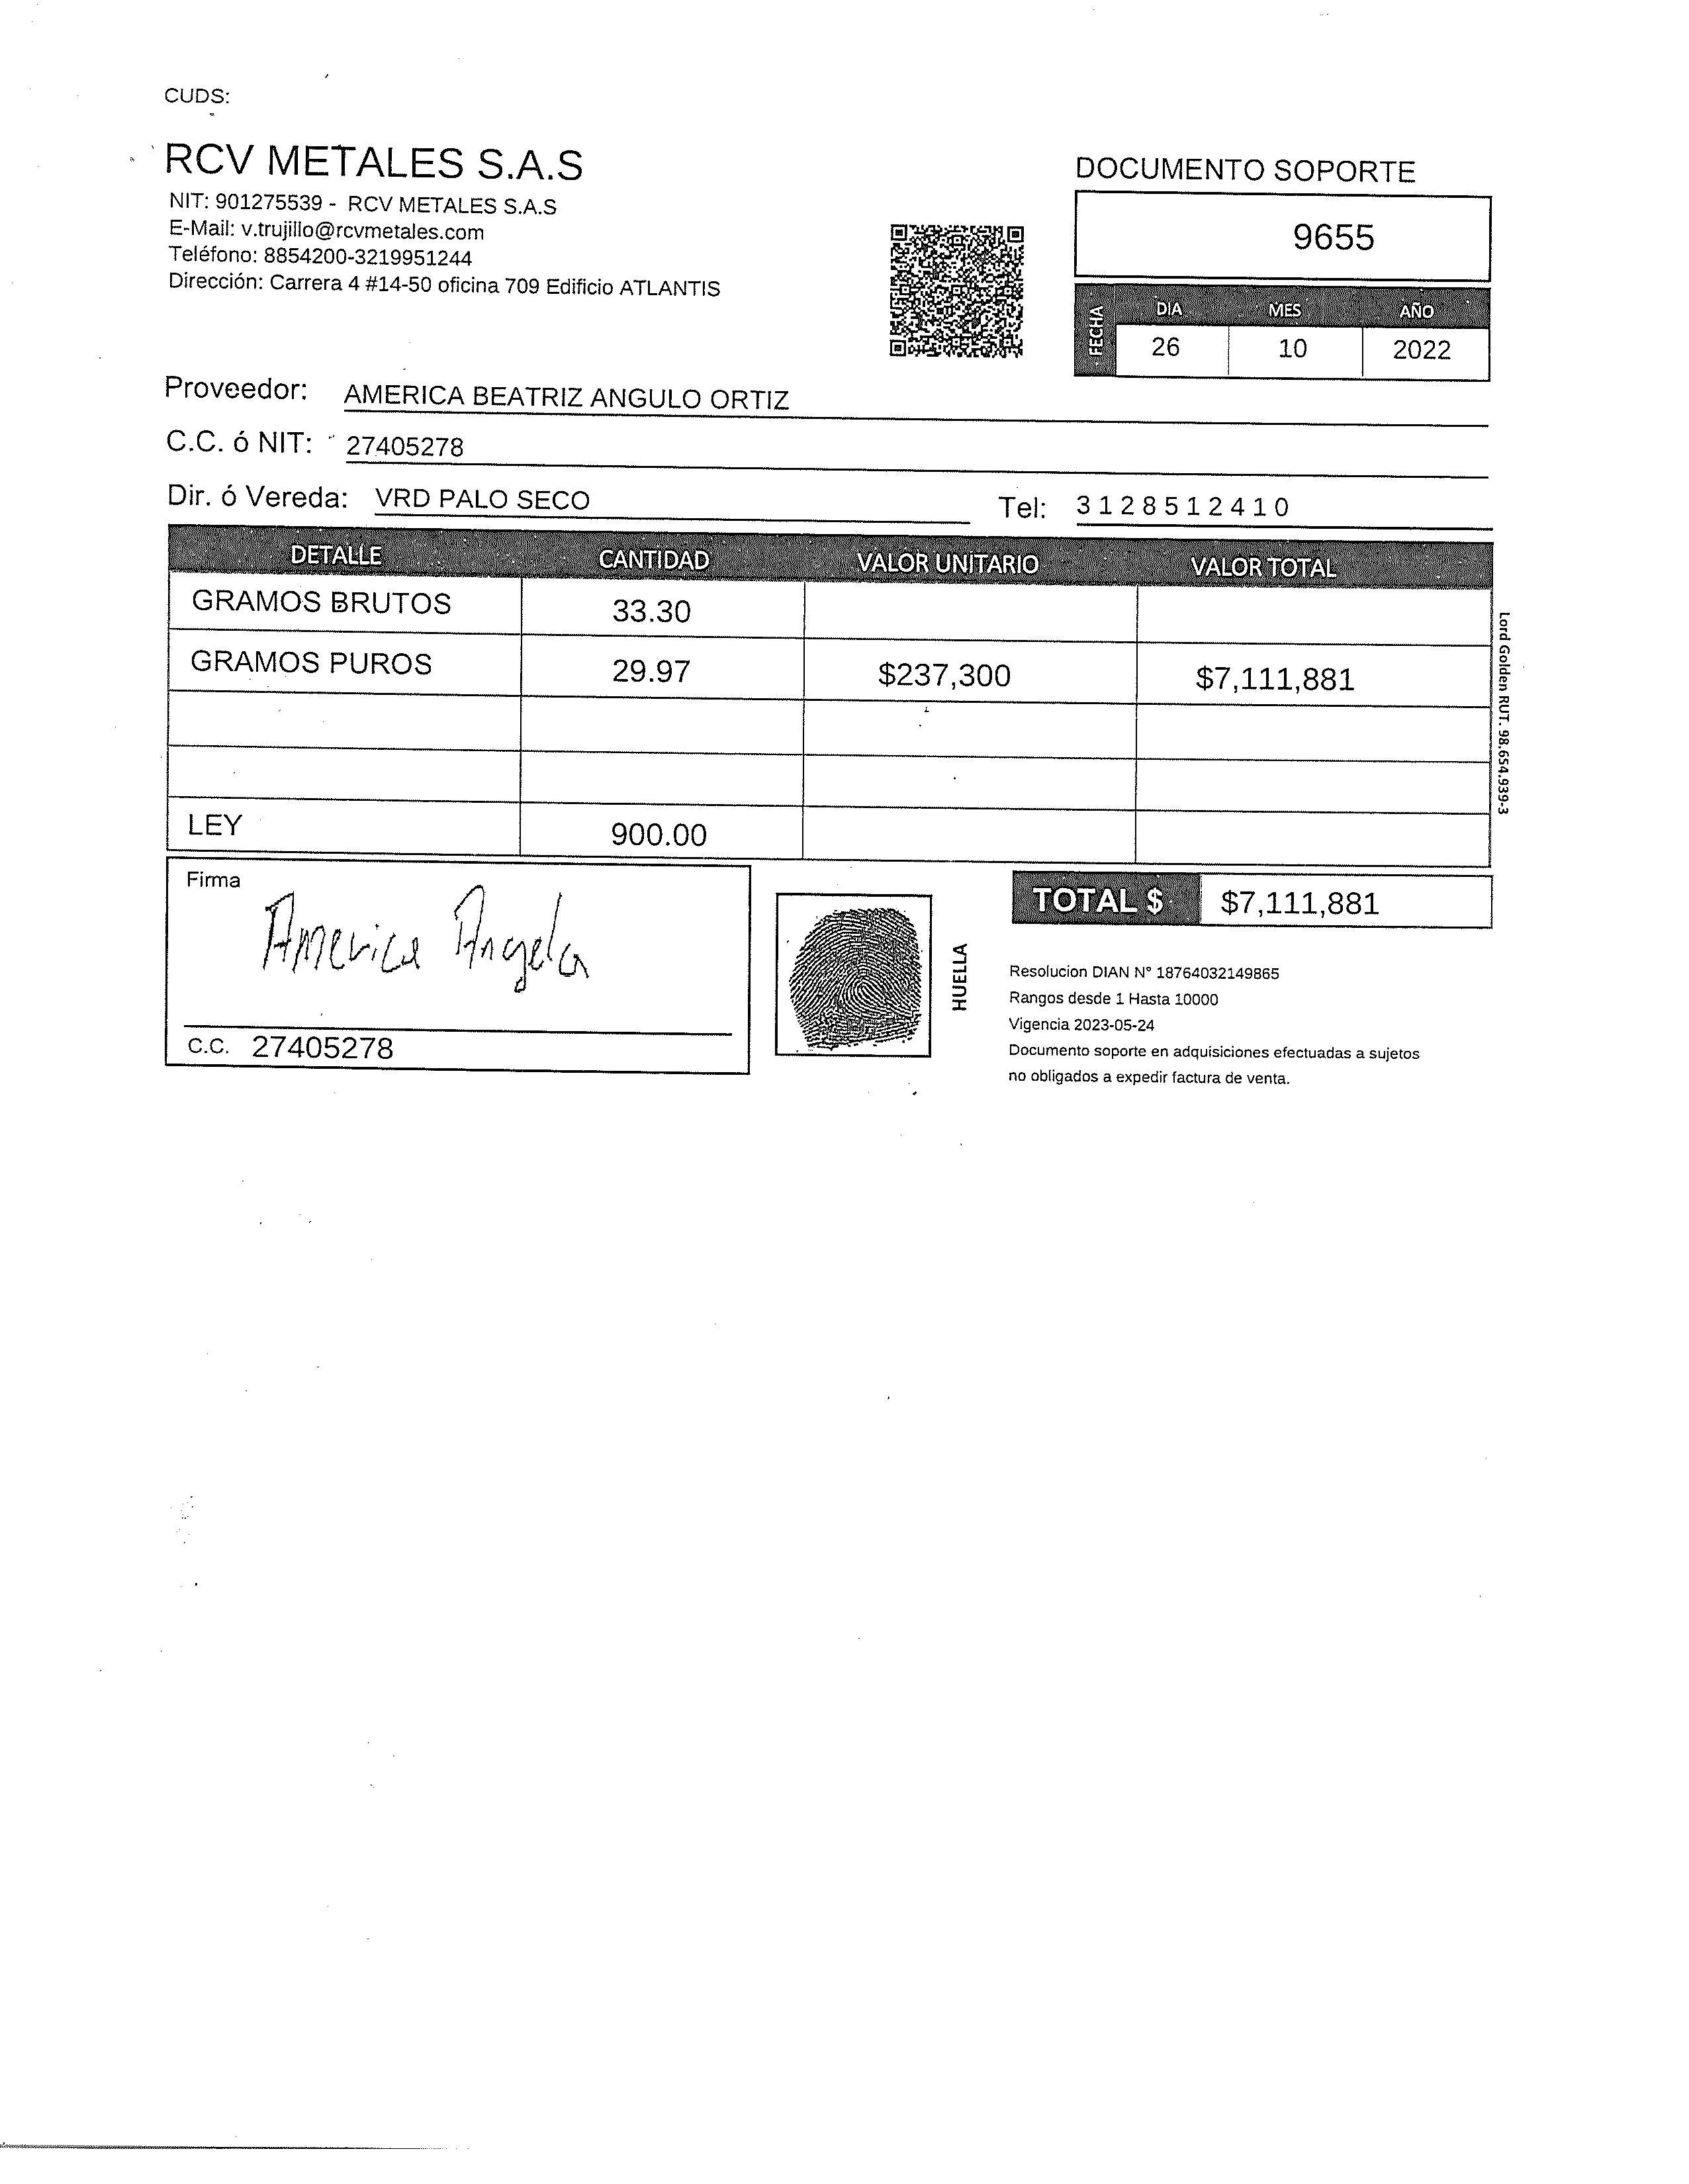 CUDS:
RCV METALES S.A.S
NIT: 901275539 - RCV METALES S.A.S
E-Mail: v.trujillo@rcvmetales.com
Teléfono: 8854200-3219951244
Dirección: Carrera 4 #14-50 oficina 709 Edificio ATLANTIS
DOCUMENTO SOPORTE
9655
FECHA
DIA MES AÑO
26 10 2022
Proveedor: AMERICA BEATRIZ ANGULO ORTIZ
C.C. ó NIT: 27405278
Dir. ó Vereda: VRD PALO SECO Tel: 3128512410
DETALLE CANTIDAD VALOR UNITARIO VALOR TOTAL
GRAMOS BRUTOS 33.30
GRAMOS PUROS 29.97 $237,300 $7,111,881
LEY 900.00
Lord Golden RUT. 98.654.939-3
Firma
America Angela
C.C. 27405278
HUELLA
TOTAL $ $7,111,881
Resolucion DIAN N° 18764032149865
Rangos desde 1 Hasta 10000
Vigencia 2023-05-24
Documento soporte en adquisiciones efectuadas a sujetos
no obligados a expedir factura de venta.